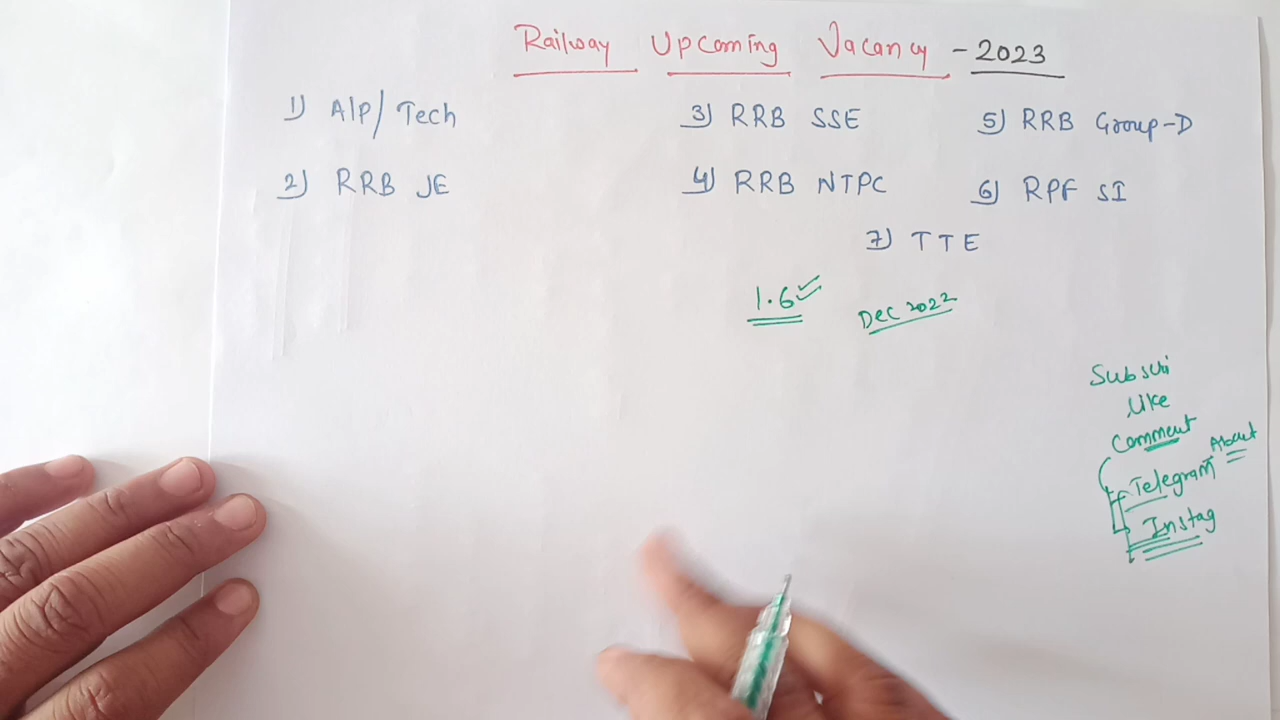 Railway Upcoming Vacancy - 2023
1) Alp/Tech
2) RRB JE
3) RRB SSE
4) RRB NTPC
5) RRB Group-D
6) RPF SI
7) TTE
1.6
Dec 2022
Subscri
Like
Comment
About
Telegram
Instag